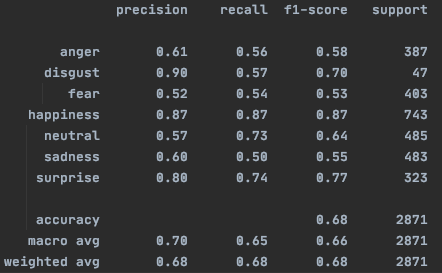 precision recall f1-score support
anger 0.61 0.56 0.58 387
disgust 0.90 0.57 0.70 47
fear 0.52 0.54 0.53 403
happiness 0.87 0.87 0.87 743
neutral 0.57 0.73 0.64 485
sadness 0.60 0.50 0.55 483
surprise 0.80 0.74 0.77 323
accuracy 0.68 2871
macro avg 0.70 0.65 0.66 2871
weighted avg 0.68 0.68 0.68 2871